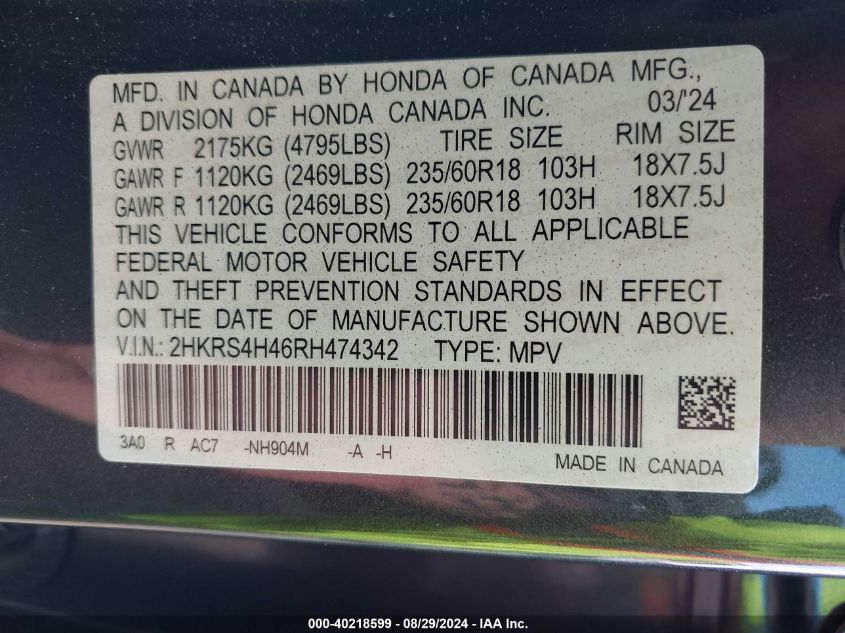 MFD. IN CANADA BY HONDA OF CANADA MFG.,
A DIVISION OF HONDA CANADA INC. 03/'24
GVWR 2175KG (4795LBS) TIRE SIZE RIM SIZE
GAWR F 1120KG (2469LBS) 235/60R18 103H 18X7.5J
GAWR R 1120KG (2469LBS) 235/60R18 103H 18X7.5J
THIS VEHICLE CONFORMS TO ALL APPLICABLE
FEDERAL MOTOR VEHICLE SAFETY
AND THEFT PREVENTION STANDARDS IN EFFECT
ON THE DATE OF MANUFACTURE SHOWN ABOVE.
V.I.N.: 2HKRS4H46RH474342 TYPE: MPV
3A0 R AC7 -NH904M -A -H
MADE IN CANADA
000-40218599 / 08/29/2024 - IAA Inc.